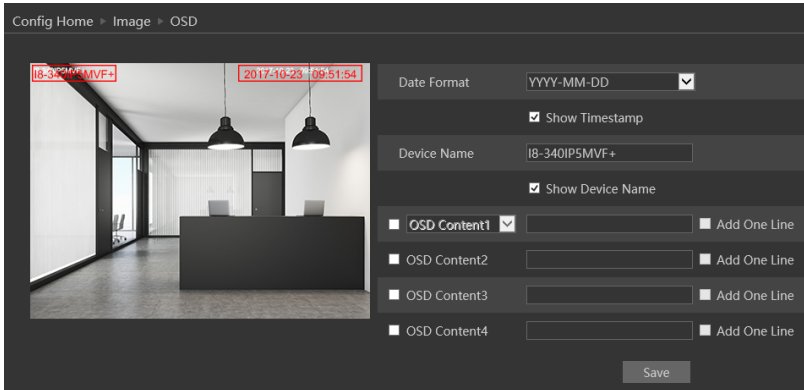 Config Home ▸ Image ▸ OSD
I8-340IP5MVF+ 2017-10-23 09:51:54
Date Format YYYY-MM-DD
Show Timestamp
Device Name I8-340IP5MVF+
Show Device Name
OSD Content1 Add One Line
OSD Content2 Add One Line
OSD Content3 Add One Line
OSD Content4 Add One Line
Save